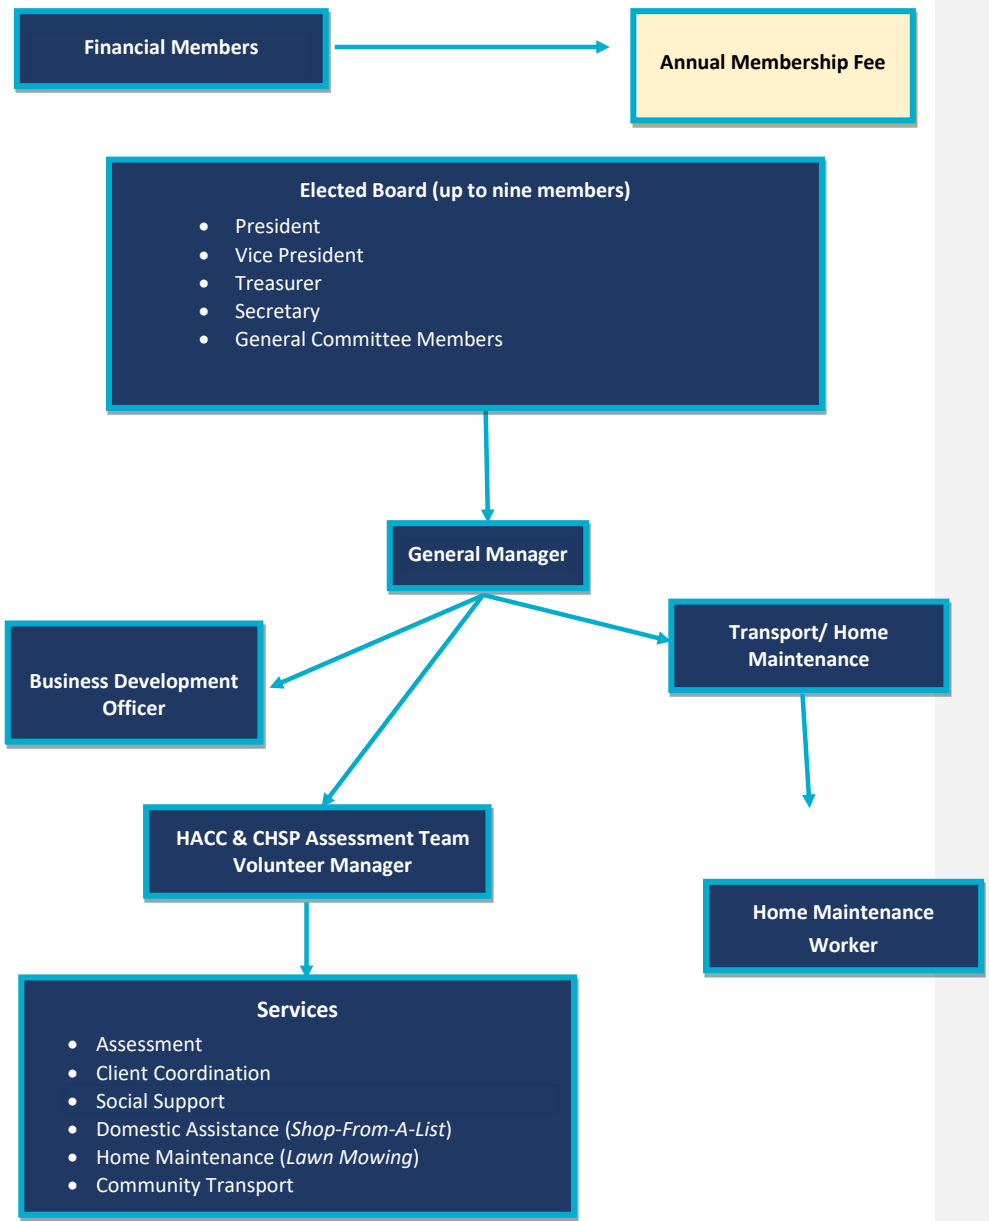 Financial Members
Annual Membership Fee
Elected Board (up to nine members)
• President
• Vice President
• Treasurer
• Secretary
• General Committee Members
General Manager
Business Development
Officer
Transport/ Home
Maintenance
HACC & CHSP Assessment Team
Volunteer Manager
Home Maintenance
Worker
Services
• Assessment
• Client Coordination
• Social Support
• Domestic Assistance (Shop-From-A-List)
• Home Maintenance (Lawn Mowing)
• Community Transport